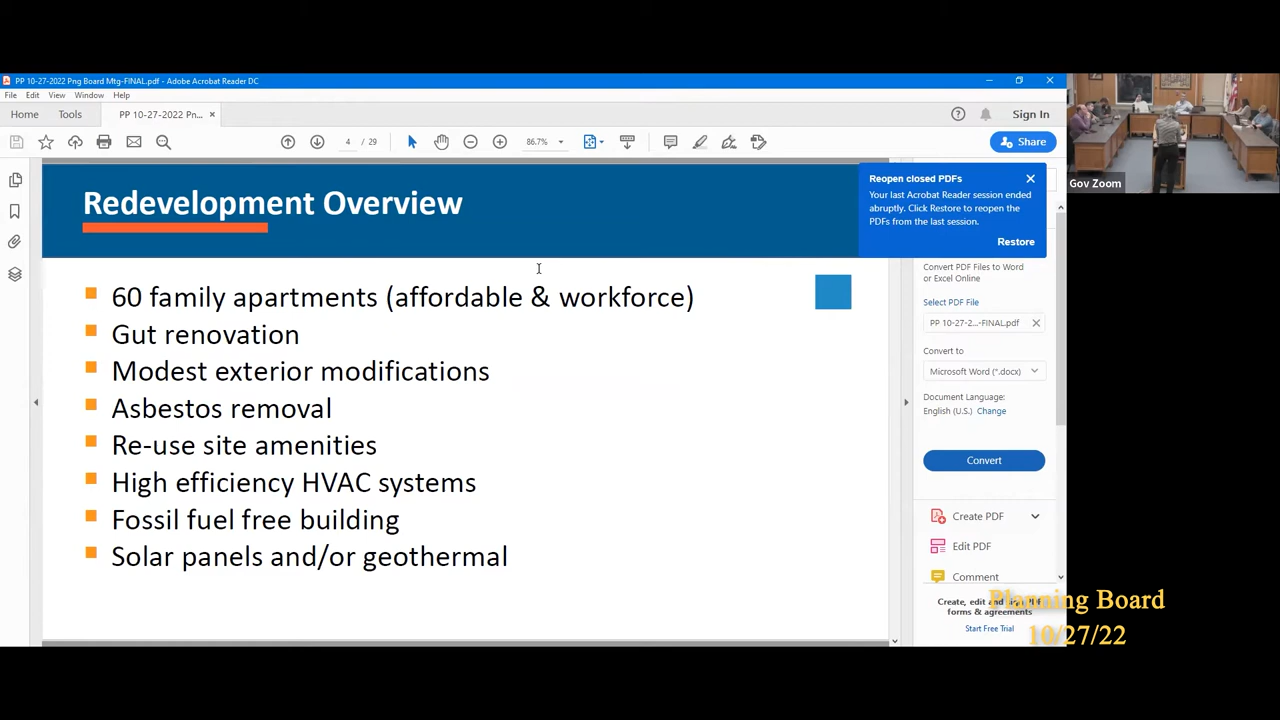 PP 10-27-2022 Png Board Mtg-FINAL.pdf - Adobe Acrobat Reader DC
File Edit View Window Help
Home Tools PP 10-27-2022 Pn... ×
Sign In
4 / 29 86.7%
Share
Redevelopment Overview
60 family apartments (affordable & workforce)
Gut renovation
Modest exterior modifications
Asbestos removal
Re-use site amenities
High efficiency HVAC systems
Fossil fuel free building
Solar panels and/or geothermal
Reopen closed PDFs
Your last Acrobat Reader session ended
abruptly. Click Restore to reopen the
PDFs from the last session.
Restore
Convert PDF Files to Word
or Excel Online
Select PDF File
PP 10-27-2...-FINAL.pdf
Convert to
Microsoft Word (*.docx)
Document Language:
English (U.S.) Change
Convert
Create PDF
Edit PDF
Comment
Create, edit and
forms & agreements
Start Free Trial
Gov Zoom
Planning Board
10/27/22